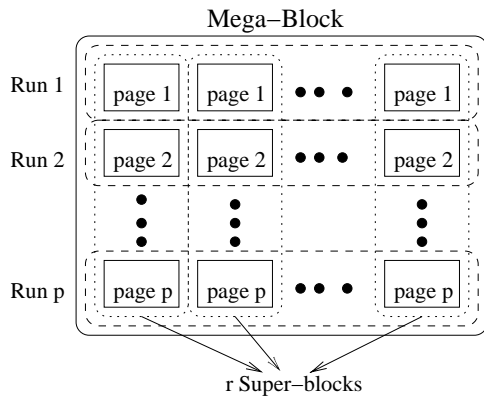 Mega–Block
Run 1
page 1 page 1 page 1
Run 2
page 2 page 2 page 2
Run p
page p page p page p
r Super–blocks